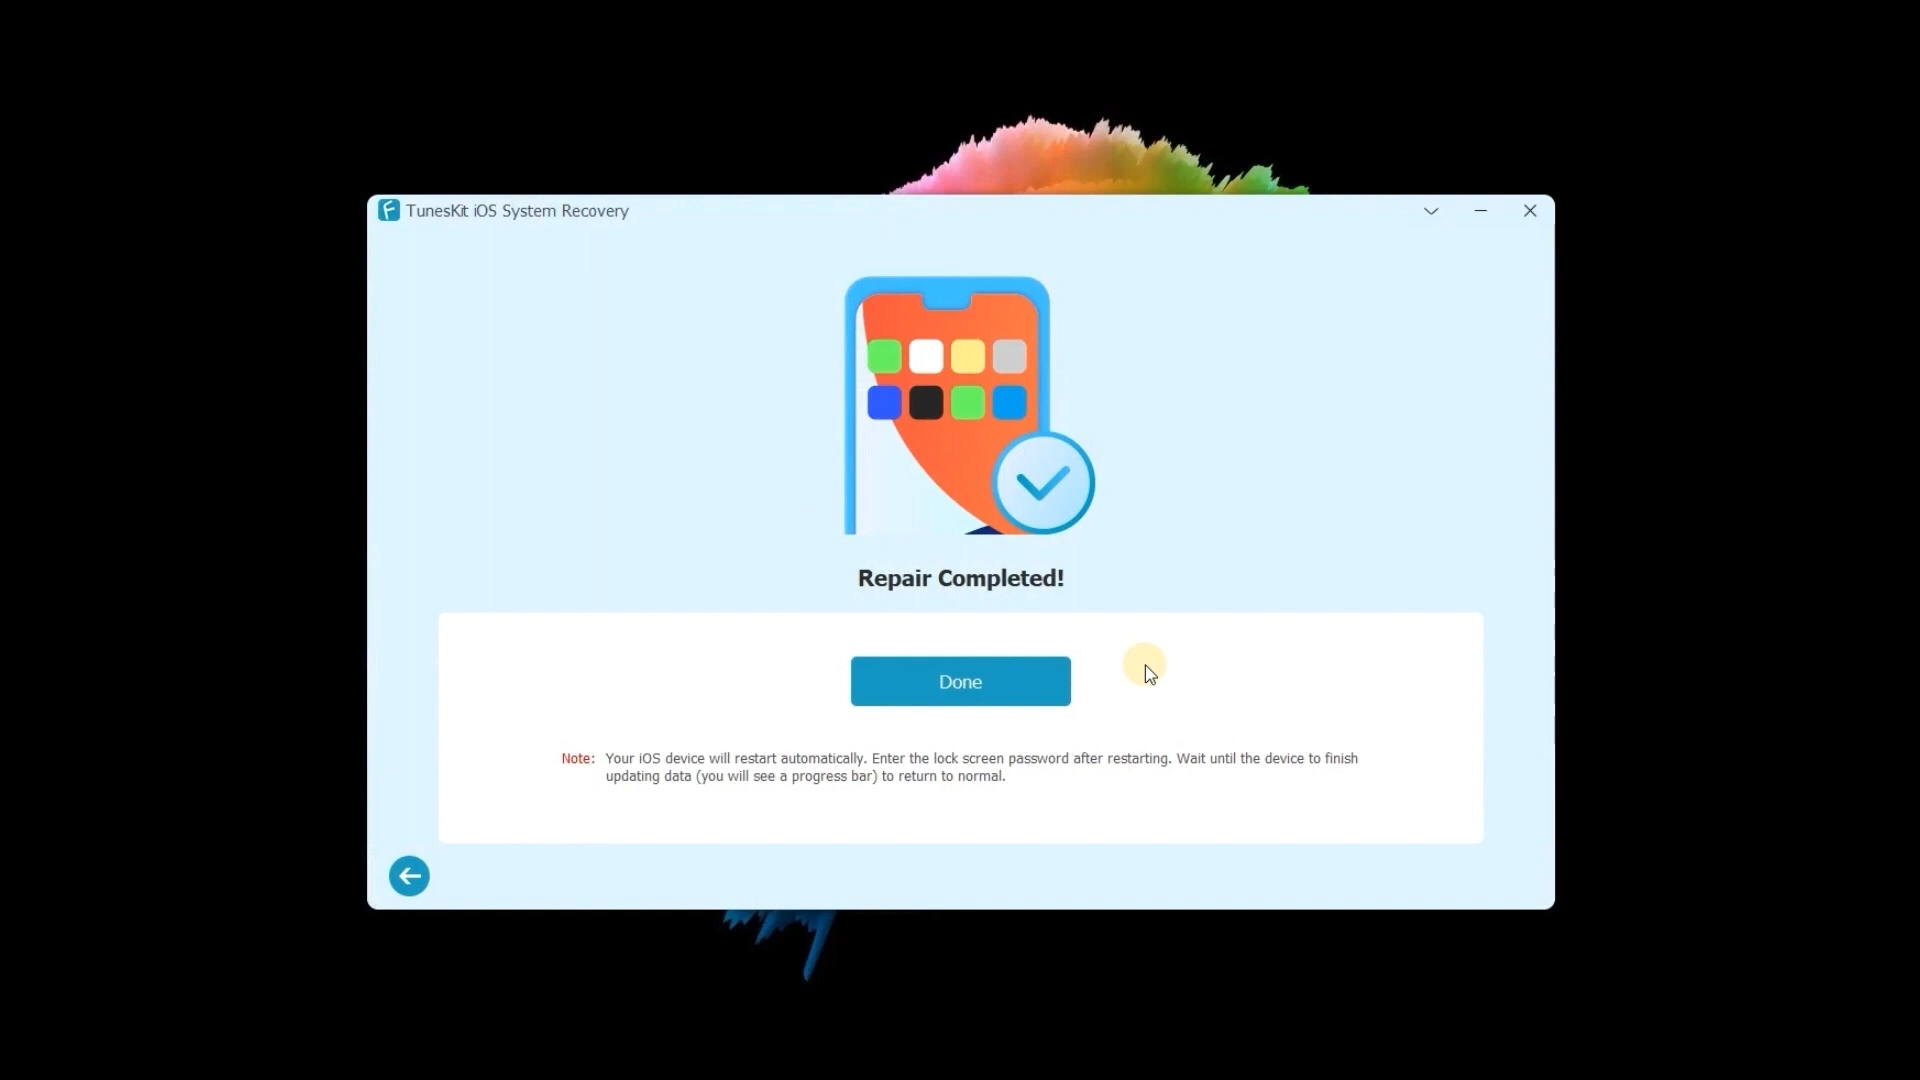 TunesKit iOS System Recovery
Repair Completed!
Done
Note: Your iOS device will restart automatically. Enter the lock screen password after restarting. Wait until the device to finish
updating data (you will see a progress bar) to return to normal.